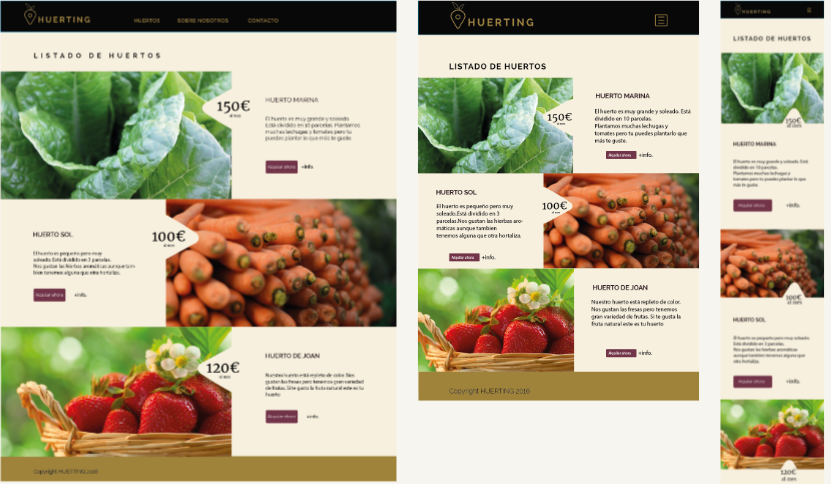 HUERTING
HUERTOS SOBRE NOSOTROS CONTACTO
LISTADO DE HUERTOS
150€
al mes
HUERTO MARINA
El huerto es muy grande y soleado.
Está dividido en 10 parcelas. Plantamos
muchas lechugas y tomates pero tu
puedes plantar lo que más te guste.
Alquilar ahora +info.
HUERTO SOL
El huerto es pequeño pero muy
soleado. Está dividido en 3 parcelas.
Nos gustan las hierbas aromáticas aunque tam
bien tenemos alguna que otra hortaliza.
Alquilar ahora +info.
100€
al mes
120€
al mes
HUERTO DE JOAN
Nuestro huerto está repleto de color. Nos
gustan las fresas pero tenemos gran variedad
de frutas. Si te gusta la fruta natural este es tu
huerto
Alquilar ahora +info.
Copyright HUERTING 2016
HUERTING
LISTADO DE HUERTOS
150€
al mes
HUERTO MARINA
El huerto es muy grande y soleado. Está
dividido en 10 parcelas.
Plantamos muchas lechugas y
tomates pero tu puedes plantarlo que
más te guste.
Alquilar ahora +info.
HUERTO SOL
El huerto es pequeño pero muy
soleado.Está dividido en 3
parcelas.Nos gustan las hierbas aro-
máticas aunque tambien
tenemos alguna que otra hortaliza.
Alquilar ahora +info.
100€
al mes
HUERTO DE JOAN
Nuestro huerto está repleto de color.
Nos gustan las fresas pero tenemos
gran variedad de frutas. Si te gusta la
fruta natural este es tu huerto
Alquilar ahora +info.
Copyright HUERTING 2016
HUERTING
LISTADO DE HUERTOS
150€
al mes
HUERTO MARINA
El huerto es muy grande y soleado.
Está dividido en 10 parcelas.
Plantamos muchas lechugas y tomates
pero tu puedes plantar lo que
más te guste
Alquilar ahora +info.
100€
al mes
HUERTO SOL
El huerto es pequeño pero muy soleado.
Está dividido en 3 parcelas.
Nos gustan las hierbas aromáticas
aunque tambien tenemos alguna que
otra hortaliza.
Alquilar ahora +info.
120€
al mes